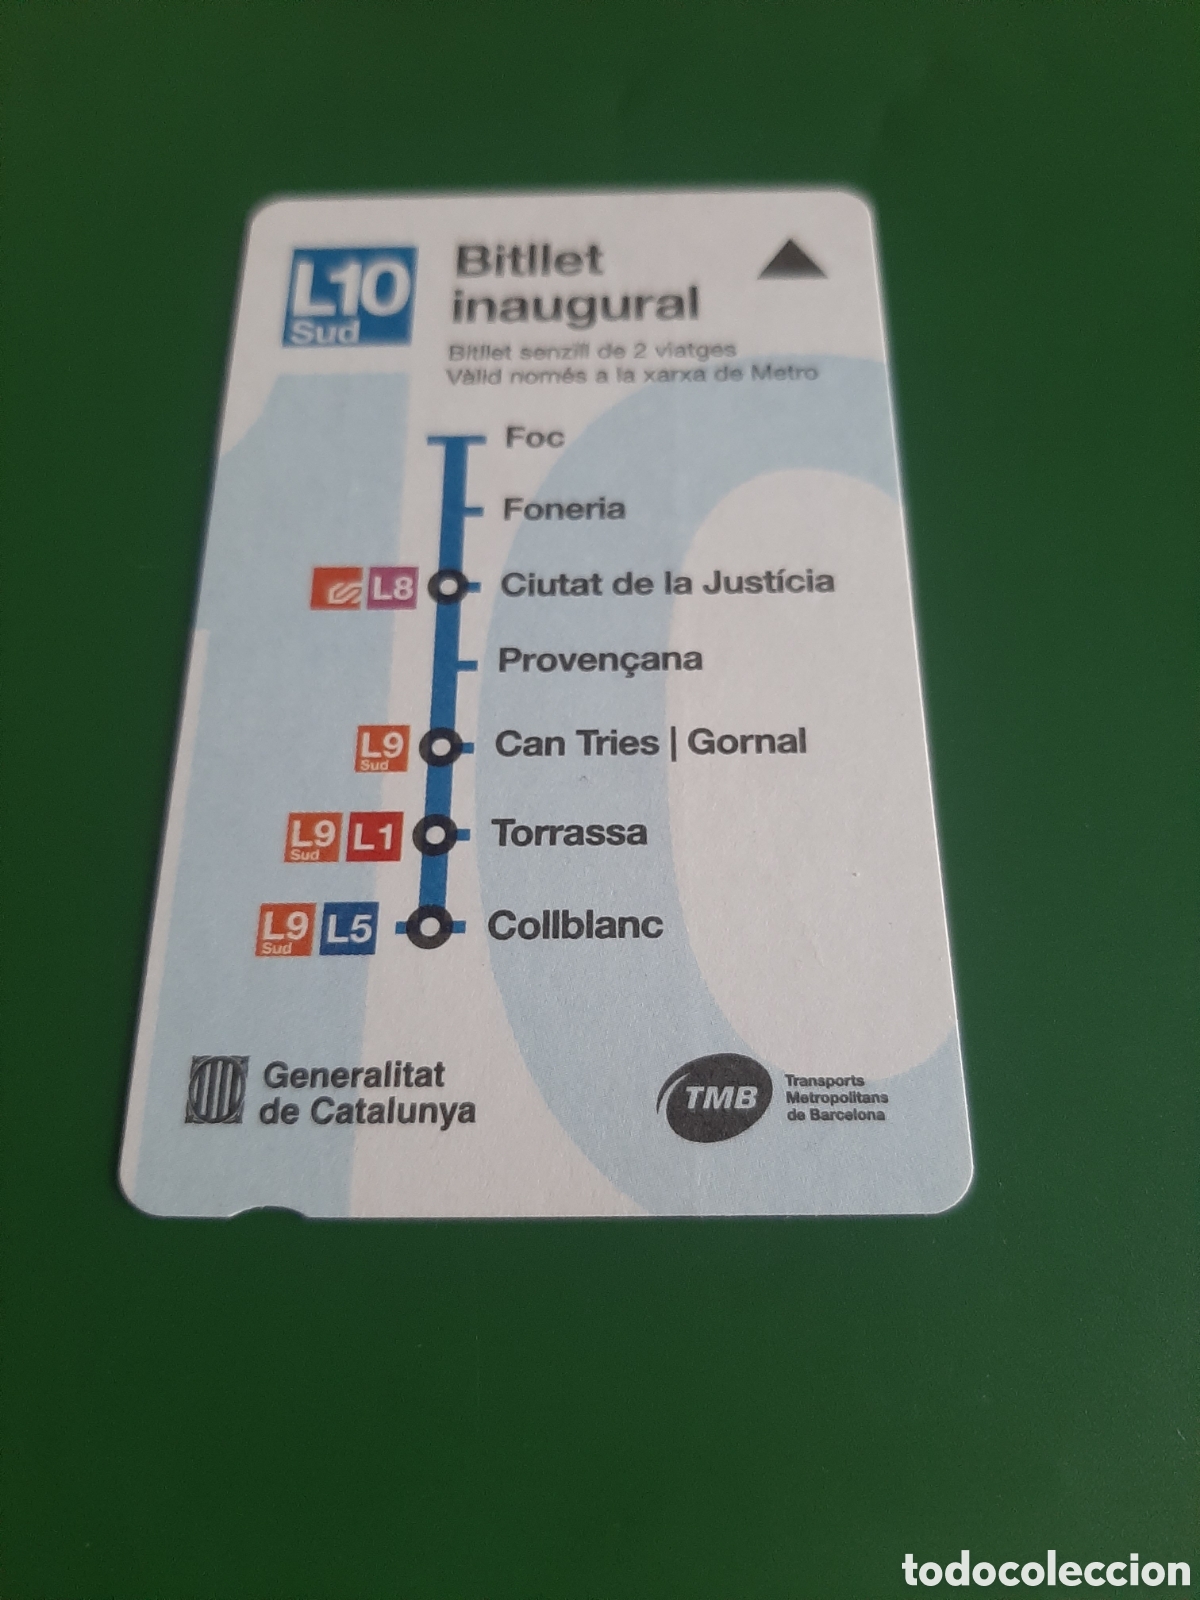 L10
Sud
Bitllet
inaugural
Bitllet senzill de 2 viatges
Vàlid només a la xarxa de Metro
Foc
Foneria
L8 Ciutat de la Justícia
Provençana
L9 Sud Can Tries | Gornal
L9 Sud L1 Torrassa
L9 Sud L5 Collblanc
Generalitat
de Catalunya
TMB
Transports
Metropolitans
de Barcelona
todocoleccion